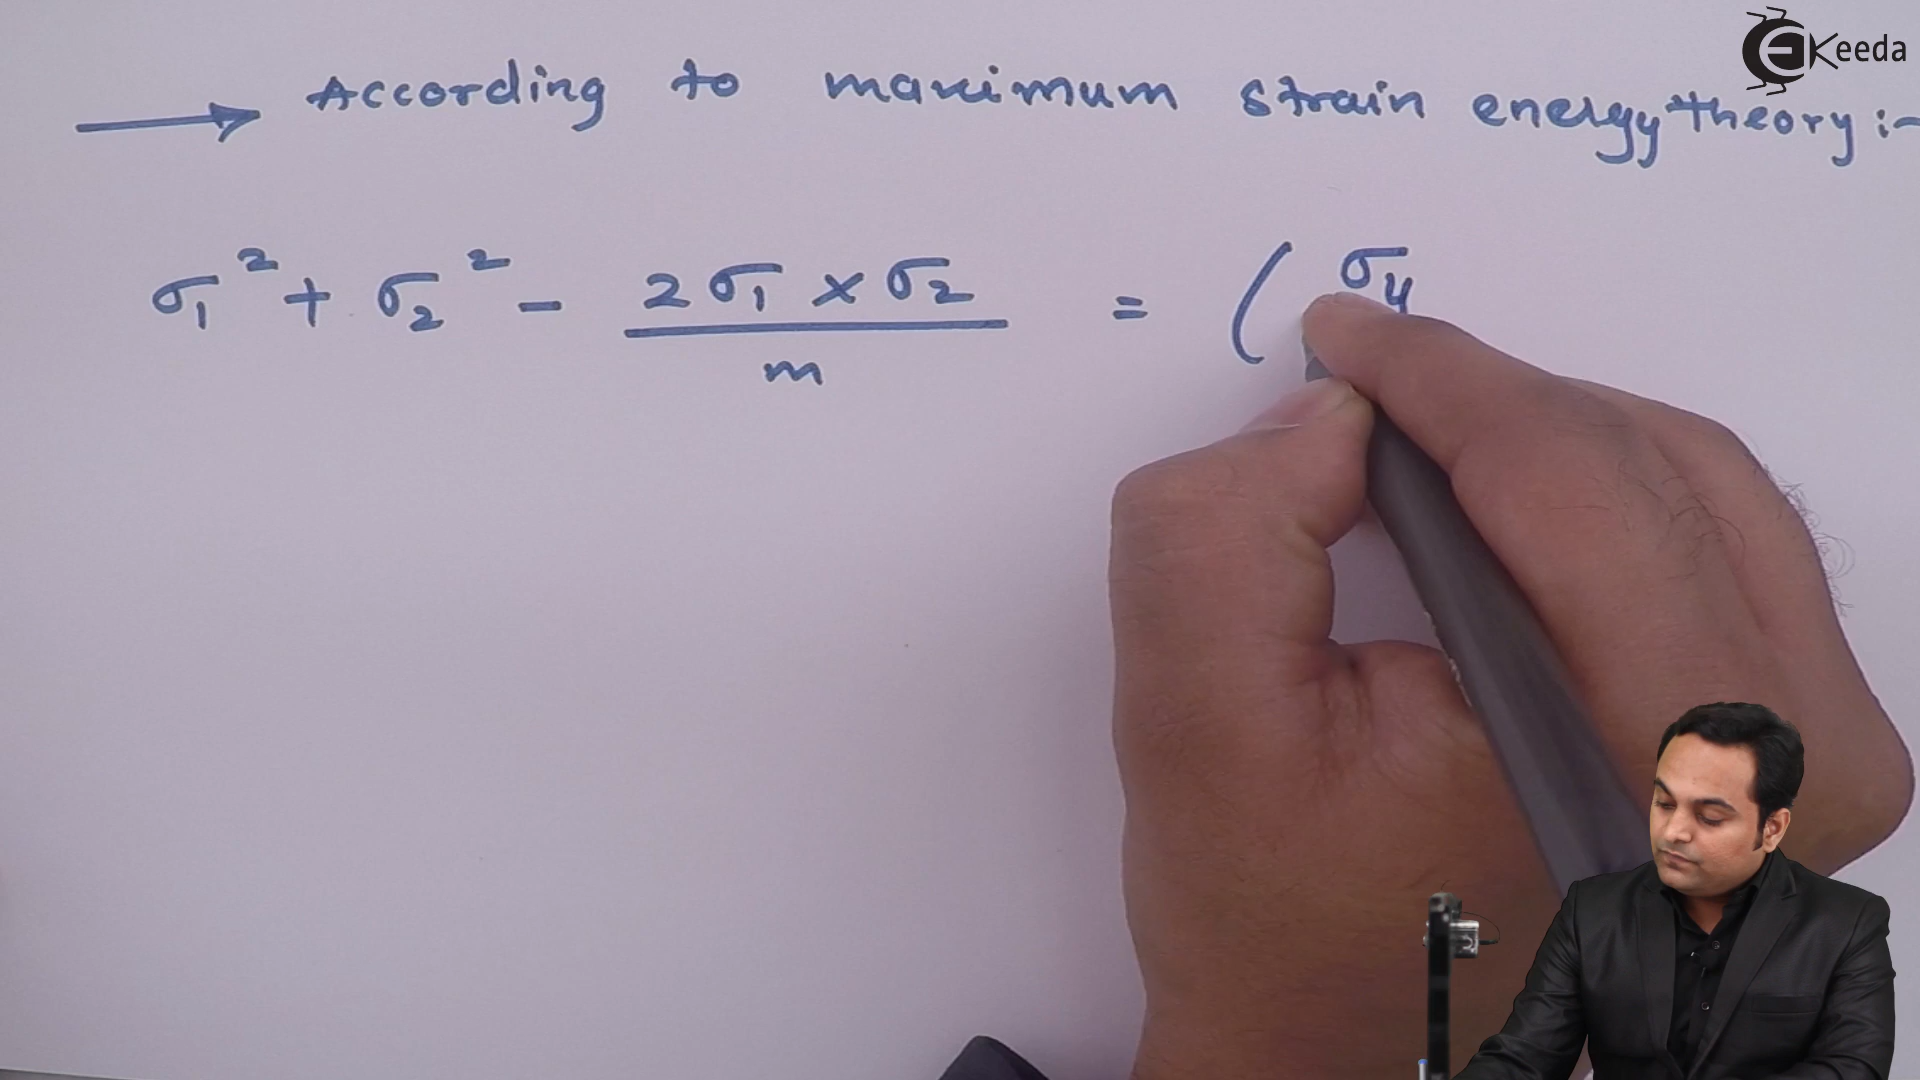 EKeeda
According to maximum strain energy theory :-
σ₁² + σ₂² - 2σ₁ × σ₂ = ( σy
m